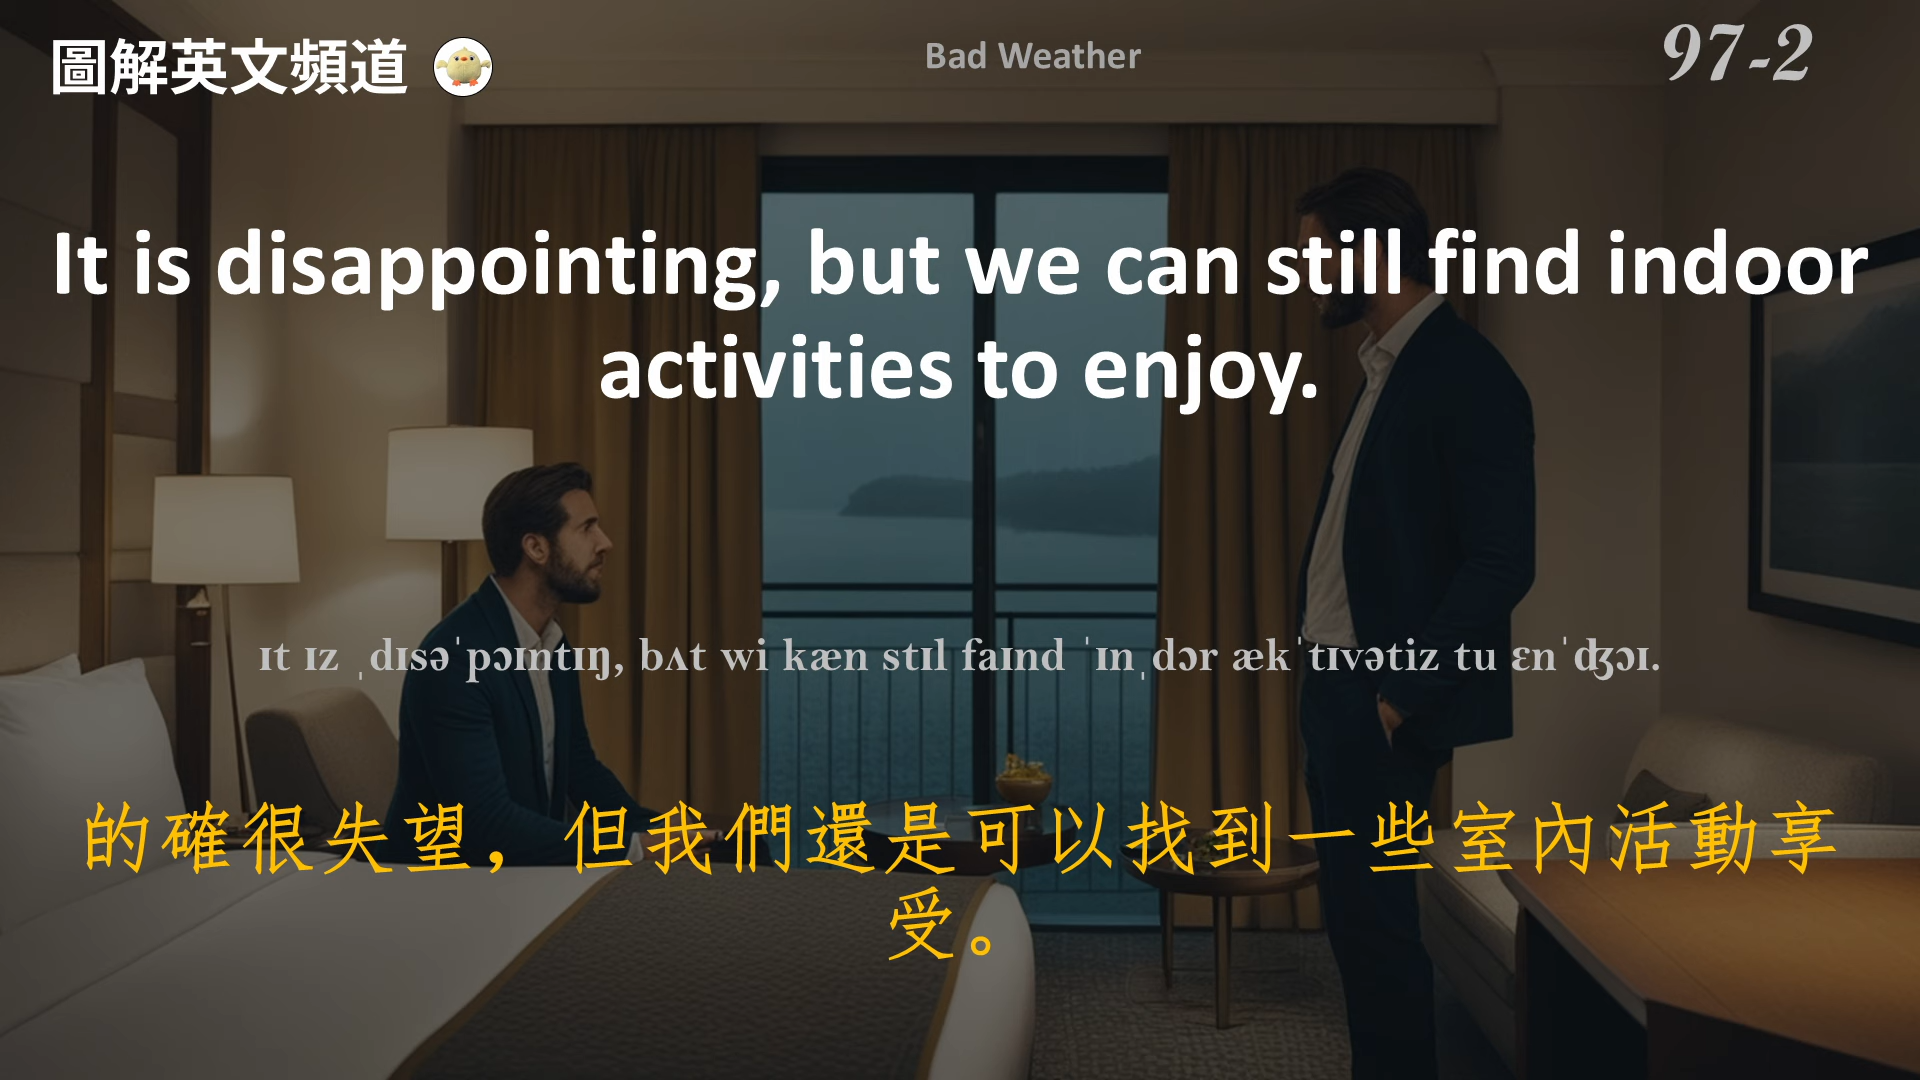 圖解英文頻道
Bad Weather
97-2
It is disappointing, but we can still find indoor
activities to enjoy.
ɪt ɪz ˌdɪsəˈpɔɪntɪŋ, bʌt wi kæn stɪl faɪnd ˈɪnˌdɔr ækˈtɪvətiz tu ɛnˈʤɔɪ.
的確很失望，但我們還是可以找到一些室內活動享
受。